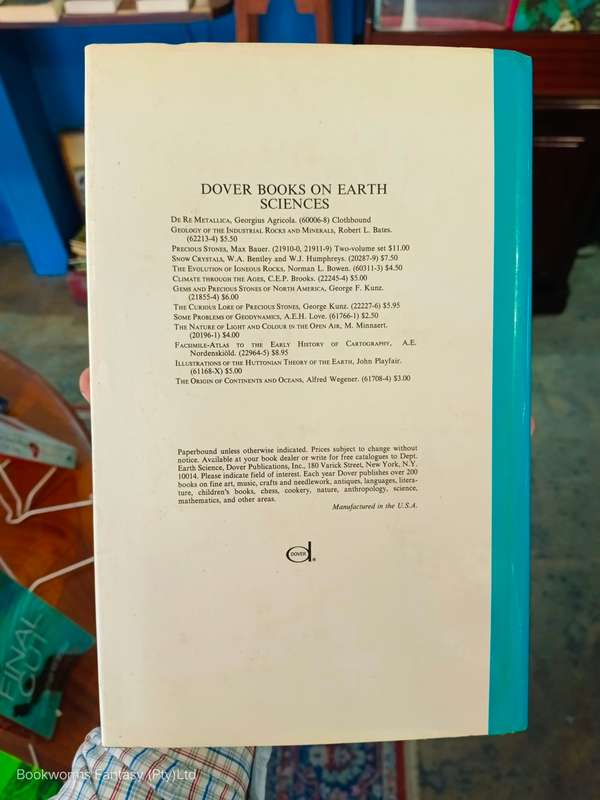 DOVER BOOKS ON EARTH
SCIENCES
DE RE METALLICA, Georgius Agricola. (60006-8) Clothbound
GEOLOGY OF THE INDUSTRIAL ROCKS AND MINERALS, Robert L. Bates.
(62213-4) $5.50
PRECIOUS STONES, Max Bauer. (21910-0, 21911-9) Two-volume set $11.00
SNOW CRYSTALS, W.A. Bentley and W.J. Humphreys. (20287-9) $7.50
THE EVOLUTION OF IGNEOUS ROCKS, Norman L. Bowen. (60311-3) $4.50
CLIMATE THROUGH THE AGES, C.E.P. Brooks. (22245-4) $5.00
GEMS AND PRECIOUS STONES OF NORTH AMERICA, George F. Kunz.
(21855-4) $6.00
THE CURIOUS LORE OF PRECIOUS STONES, George Kunz. (22227-6) $5.95
SOME PROBLEMS OF GEODYNAMICS, A.E.H. Love. (61766-1) $2.50
THE NATURE OF LIGHT AND COLOUR IN THE OPEN AIR, M. Minnaert.
(20196-1) $4.00
FACSIMILE-ATLAS TO THE EARLY HISTORY OF CARTOGRAPHY, A.E.
Nordenskiöld. (22964-5) $8.95
ILLUSTRATIONS OF THE HUTTONIAN THEORY OF THE EARTH, John Playfair.
(61168-X) $5.00
THE ORIGIN OF CONTINENTS AND OCEANS, Alfred Wegener. (61708-4) $3.00
Paperbound unless otherwise indicated. Prices subject to change without
notice. Available at your book dealer or write for free catalogues to Dept.
Earth Science, Dover Publications, Inc., 180 Varick Street, New York, N.Y.
10014. Please indicate field of interest. Each year Dover publishes over 200
books on fine art, music, crafts and needlework, antiques, languages, litera-
ture, children's books, chess, cookery, nature, anthropology, science,
mathematics, and other areas.
Manufactured in the U.S.A.
DOVER
FINAL
CUT
Bookworms Fantasy (Pty)Ltd